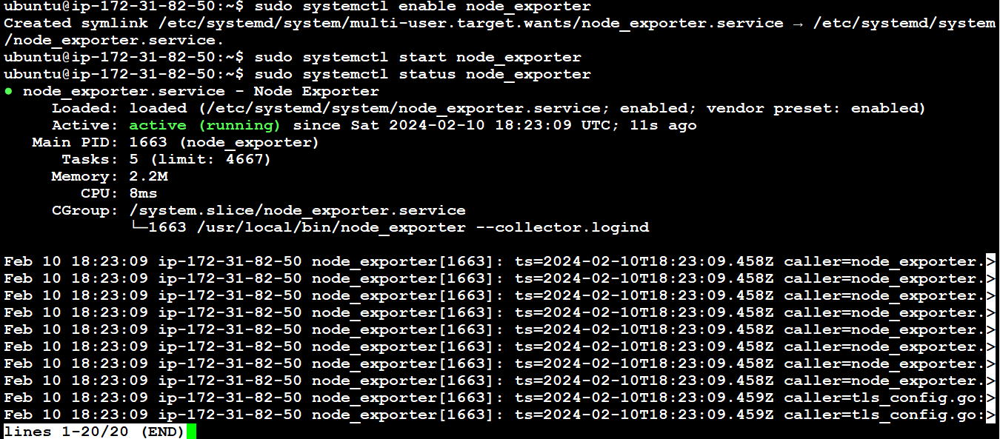 ubuntu@ip-172-31-82-50:~$ sudo systemctl enable node_exporter
Created symlink /etc/systemd/system/multi-user.target.wants/node_exporter.service → /etc/systemd/system
/node_exporter.service.
ubuntu@ip-172-31-82-50:~$ sudo systemctl start node_exporter
ubuntu@ip-172-31-82-50:~$ sudo systemctl status node_exporter
● node_exporter.service - Node Exporter
     Loaded: loaded (/etc/systemd/system/node_exporter.service; enabled; vendor preset: enabled)
     Active: active (running) since Sat 2024-02-10 18:23:09 UTC; 11s ago
   Main PID: 1663 (node_exporter)
      Tasks: 5 (limit: 4667)
     Memory: 2.2M
        CPU: 8ms
     CGroup: /system.slice/node_exporter.service
             └─1663 /usr/local/bin/node_exporter --collector.logind
Feb 10 18:23:09 ip-172-31-82-50 node_exporter[1663]: ts=2024-02-10T18:23:09.458Z caller=node_exporter.>
Feb 10 18:23:09 ip-172-31-82-50 node_exporter[1663]: ts=2024-02-10T18:23:09.458Z caller=node_exporter.>
Feb 10 18:23:09 ip-172-31-82-50 node_exporter[1663]: ts=2024-02-10T18:23:09.458Z caller=node_exporter.>
Feb 10 18:23:09 ip-172-31-82-50 node_exporter[1663]: ts=2024-02-10T18:23:09.458Z caller=node_exporter.>
Feb 10 18:23:09 ip-172-31-82-50 node_exporter[1663]: ts=2024-02-10T18:23:09.458Z caller=node_exporter.>
Feb 10 18:23:09 ip-172-31-82-50 node_exporter[1663]: ts=2024-02-10T18:23:09.458Z caller=node_exporter.>
Feb 10 18:23:09 ip-172-31-82-50 node_exporter[1663]: ts=2024-02-10T18:23:09.458Z caller=node_exporter.>
Feb 10 18:23:09 ip-172-31-82-50 node_exporter[1663]: ts=2024-02-10T18:23:09.458Z caller=node_exporter.>
Feb 10 18:23:09 ip-172-31-82-50 node_exporter[1663]: ts=2024-02-10T18:23:09.459Z caller=tls_config.go:>
Feb 10 18:23:09 ip-172-31-82-50 node_exporter[1663]: ts=2024-02-10T18:23:09.459Z caller=tls_config.go:>
lines 1-20/20 (END)